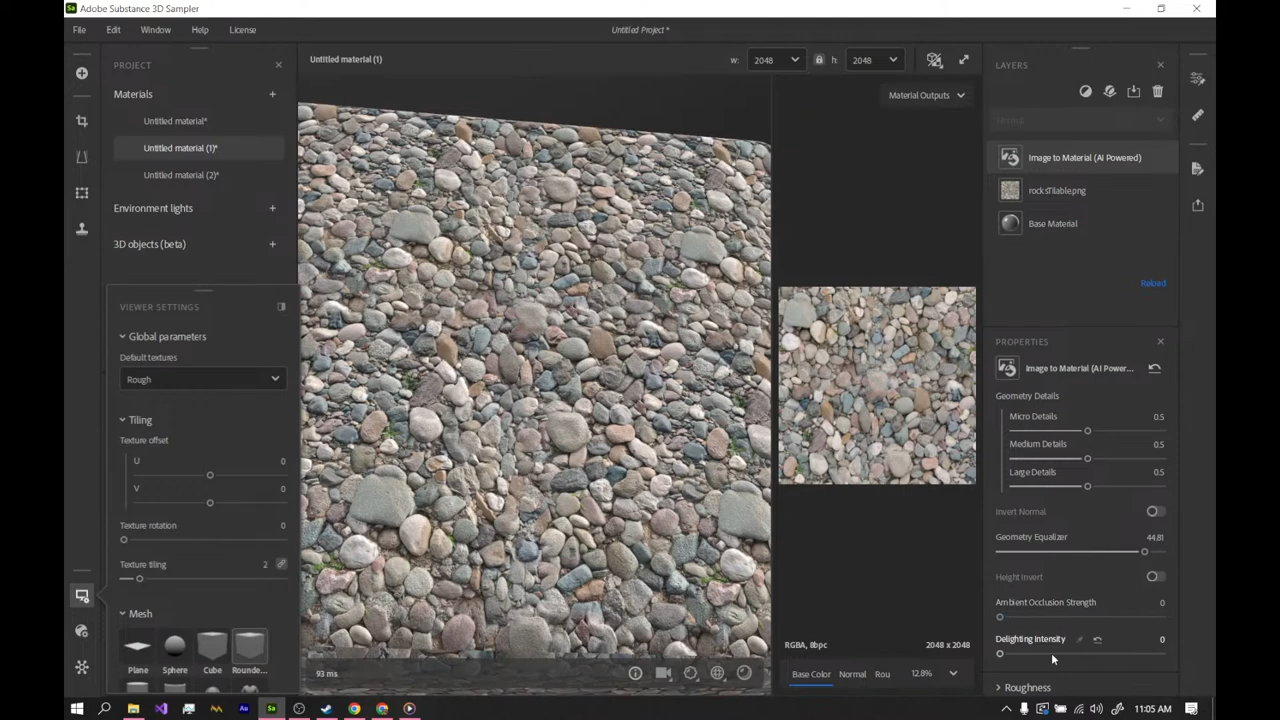 Sa Adobe Substance 3D Sampler
File Edit Window Help License
Untitled Project *
PROJECT
Materials
Untitled material*
Untitled material (1)*
Untitled material (2)*
Environment lights
3D objects (beta)
VIEWER SETTINGS
Global parameters
Default textures
Rough
Tiling
Texture offset
U 0
V 0
Texture rotation 0
Texture tiling 2
Mesh
Plane Sphere Cube Rounde...
Untitled material (1)
w: 2048 h: 2048
Material Outputs
93 ms
RGBA, 8bpc 2048 x 2048
Base Color Normal Rou 12.8%
LAYERS
Normal
Image to Material (AI Powered)
rocksTilable.png
Base Material
Reload
PROPERTIES
Image to Material (AI Power...
Geometry Details
Micro Details 0.5
Medium Details 0.5
Large Details 0.5
Invert Normal
Geometry Equalizer 44.81
Height Invert
Ambient Occlusion Strength 0
Delighting Intensity 0
Roughness
Au Sa
11:05 AM